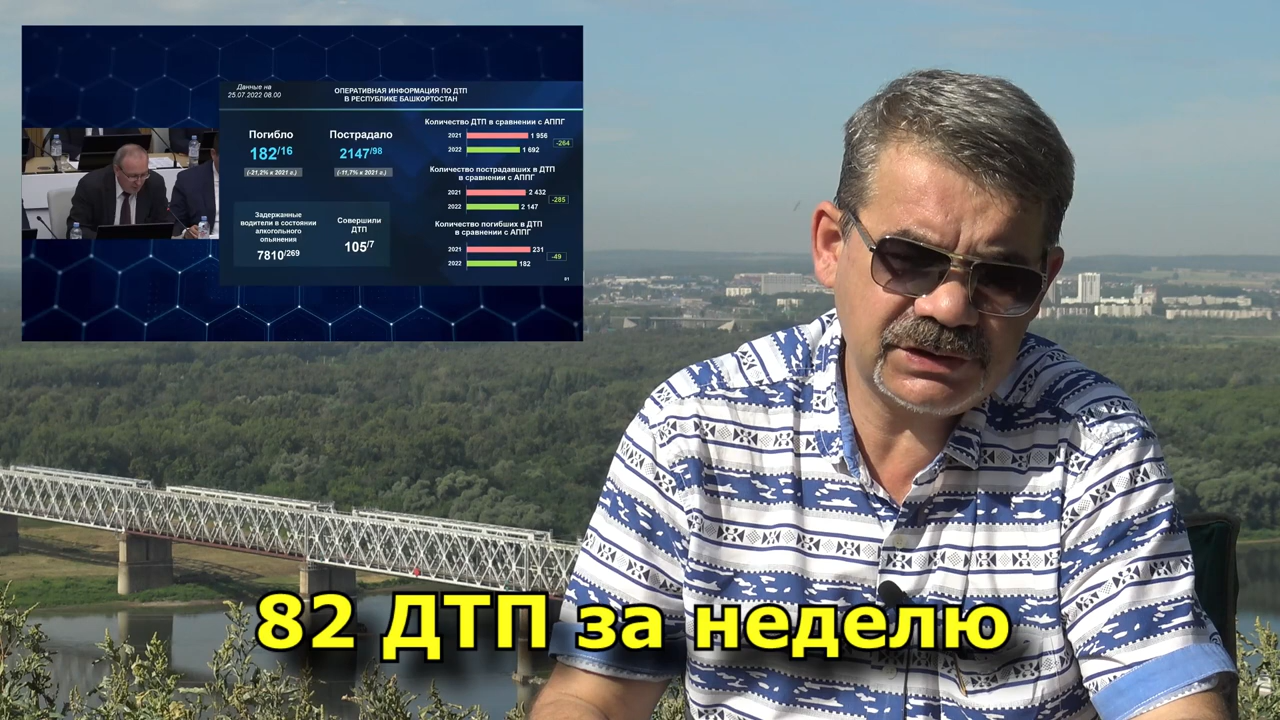 Данные на
25.07.2022 08.00
ОПЕРАТИВНАЯ ИНФОРМАЦИЯ ПО ДТП
В РЕСПУБЛИКЕ БАШКОРТОСТАН
Погибло
182/16
(-21,2% к 2021 г.)
Пострадало
2147/98
(-11,7% к 2021 г.)
Задержанные
водители в состоянии
алкогольного
опьянения
7810/269
Совершили
ДТП
105/7
Количество ДТП в сравнении с АППГ
2021 1 956
2022 1 692
-264
Количество пострадавших в ДТП
в сравнении с АППГ
2021 2 432
2022 2 147
-285
Количество погибших в ДТП
в сравнении с АППГ
2021 231
2022 182
-49
81
82 ДТП за неделю